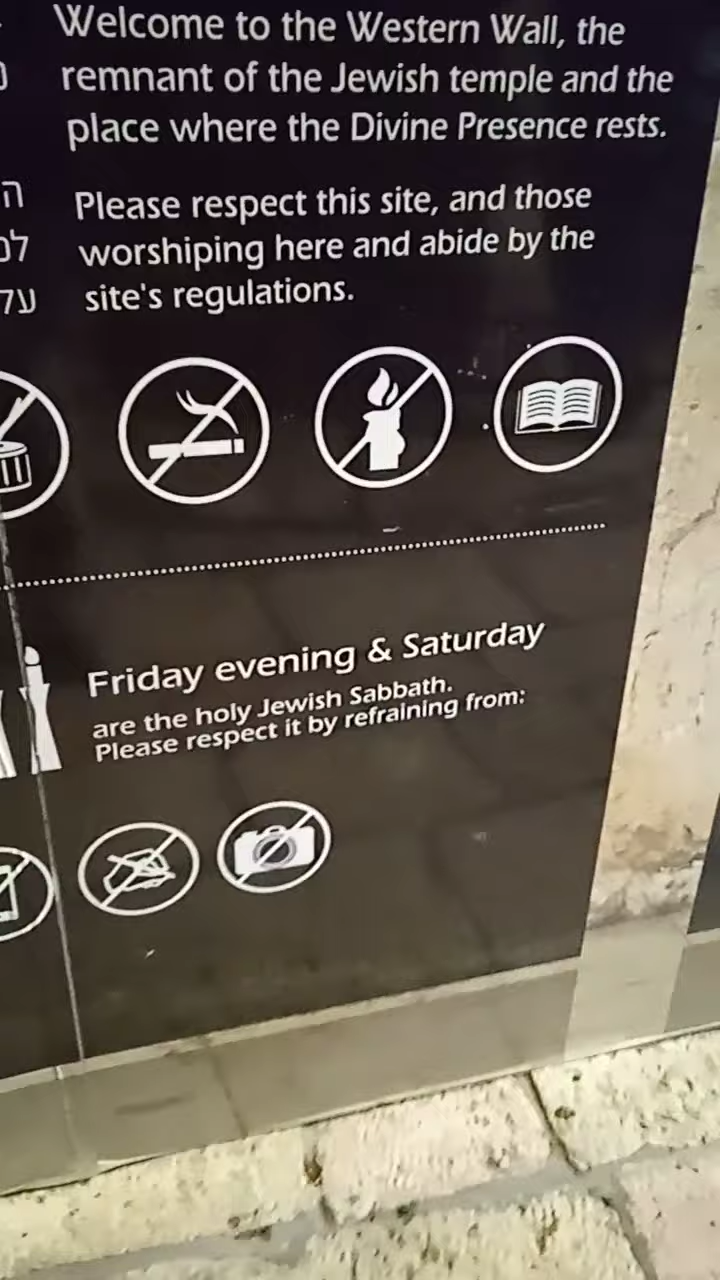 Welcome to the Western Wall, the
remnant of the Jewish temple and the
place where the Divine Presence rests.
Please respect this site, and those
worshiping here and abide by the
site's regulations.
Friday evening & Saturday
are the holy Jewish Sabbath.
Please respect it by refraining from: